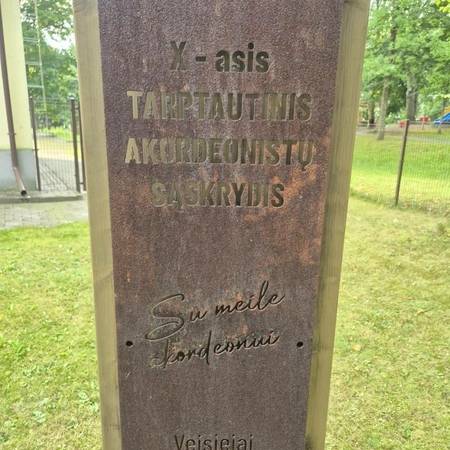 X - asis
TARPTAUTINIS
AKORDEONISTŲ
SĄSKRYDIS
Su meile
akordeonui
Veisiejai